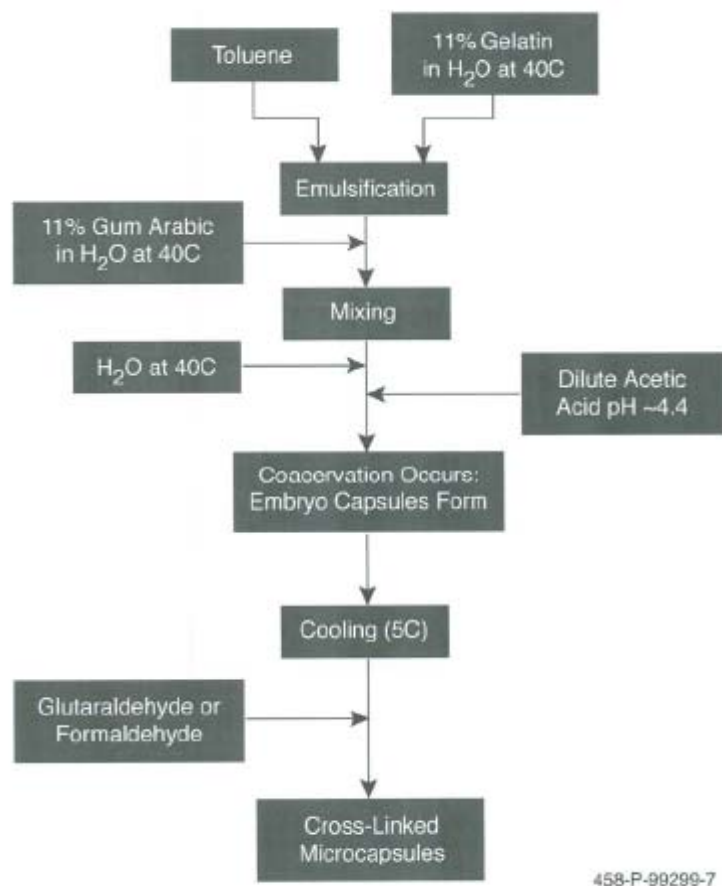 Toluene
11% Gelatin
in H₂O at 40C
Emulsification
11% Gum Arabic
in H₂O at 40C
Mixing
H₂O at 40C
Dilute Acetic
Acid pH ~4.4
Coacervation Occurs:
Embryo Capsules Form
Cooling (5C)
Glutaraldehyde or
Formaldehyde
Cross-Linked
Microcapsules
458-P-99299-7